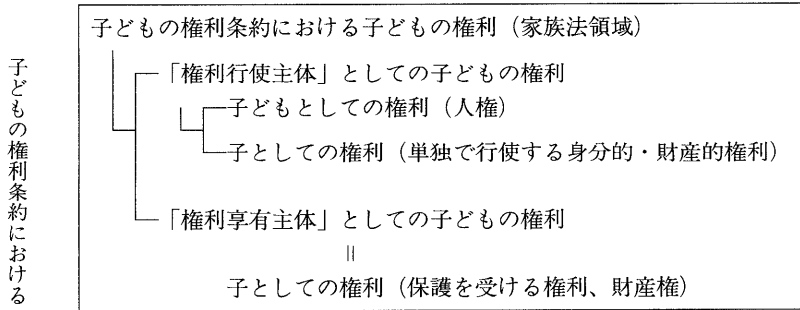 子どもの権利条約における
子どもの権利条約における子どもの権利（家族法領域）
「権利行使主体」としての子どもの権利
子どもとしての権利（人権）
子としての権利（単独で行使する身分的・財産的権利）
「権利享有主体」としての子どもの権利
＝
子としての権利（保護を受ける権利、財産権）